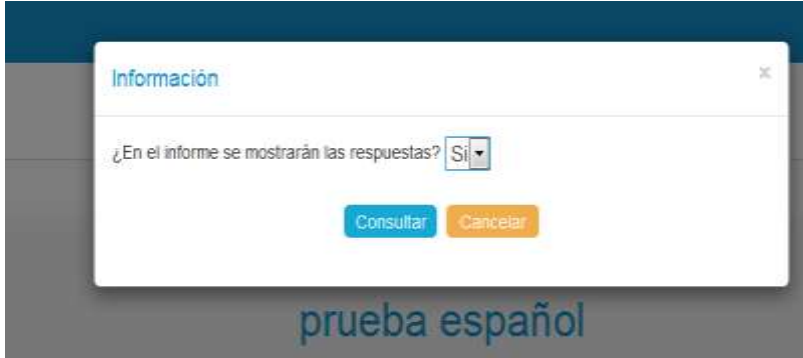 Información
×
¿En el informe se mostrarán las respuestas? Si
Consultar Cancelar
prueba español